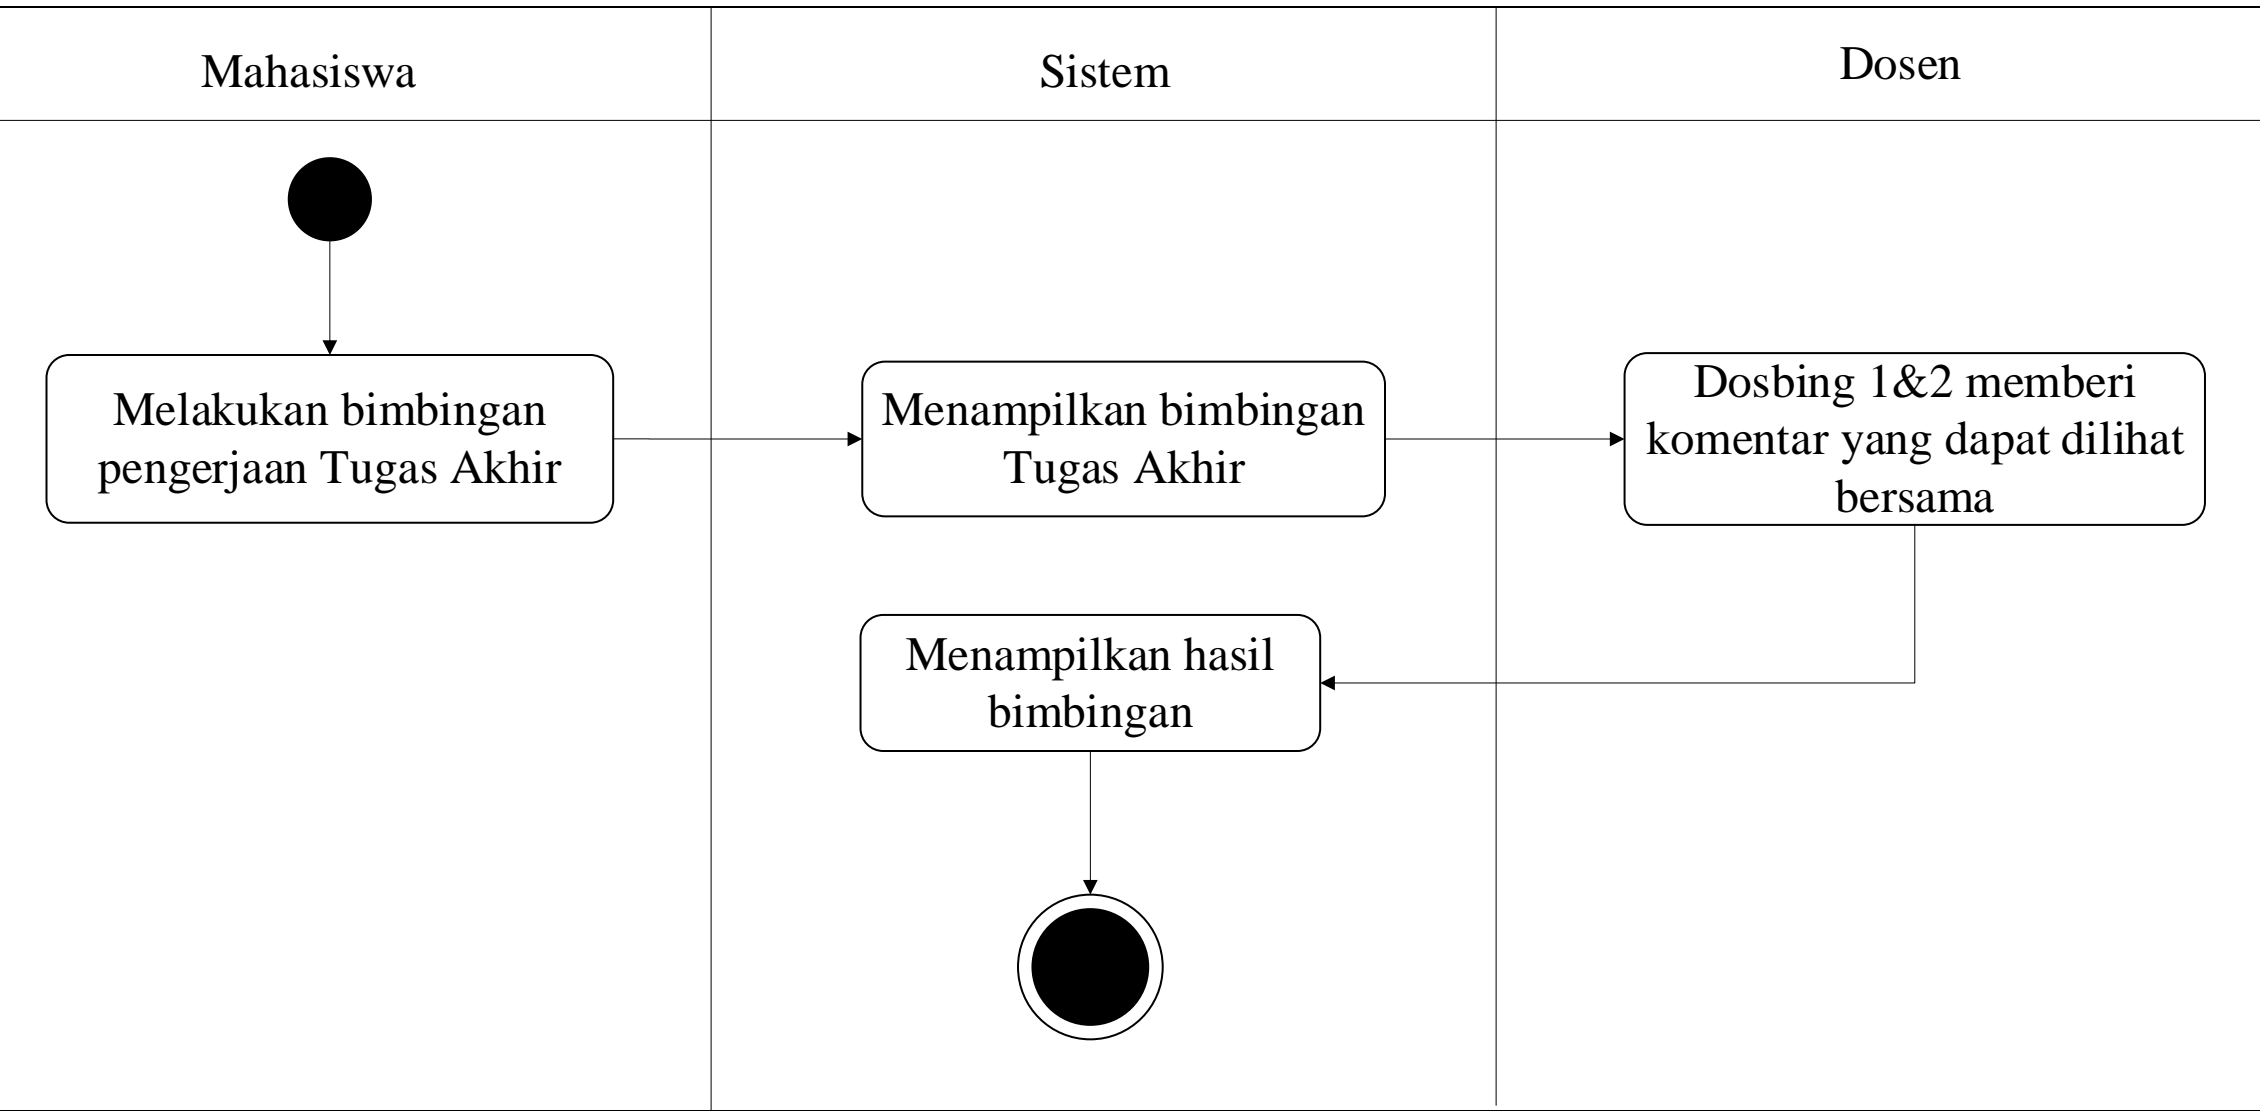 Mahasiswa
Sistem
Dosen
Melakukan bimbingan
pengerjaan Tugas Akhir
Menampilkan bimbingan
Tugas Akhir
Dosbing 1&2 memberi
komentar yang dapat dilihat
bersama
Menampilkan hasil
bimbingan